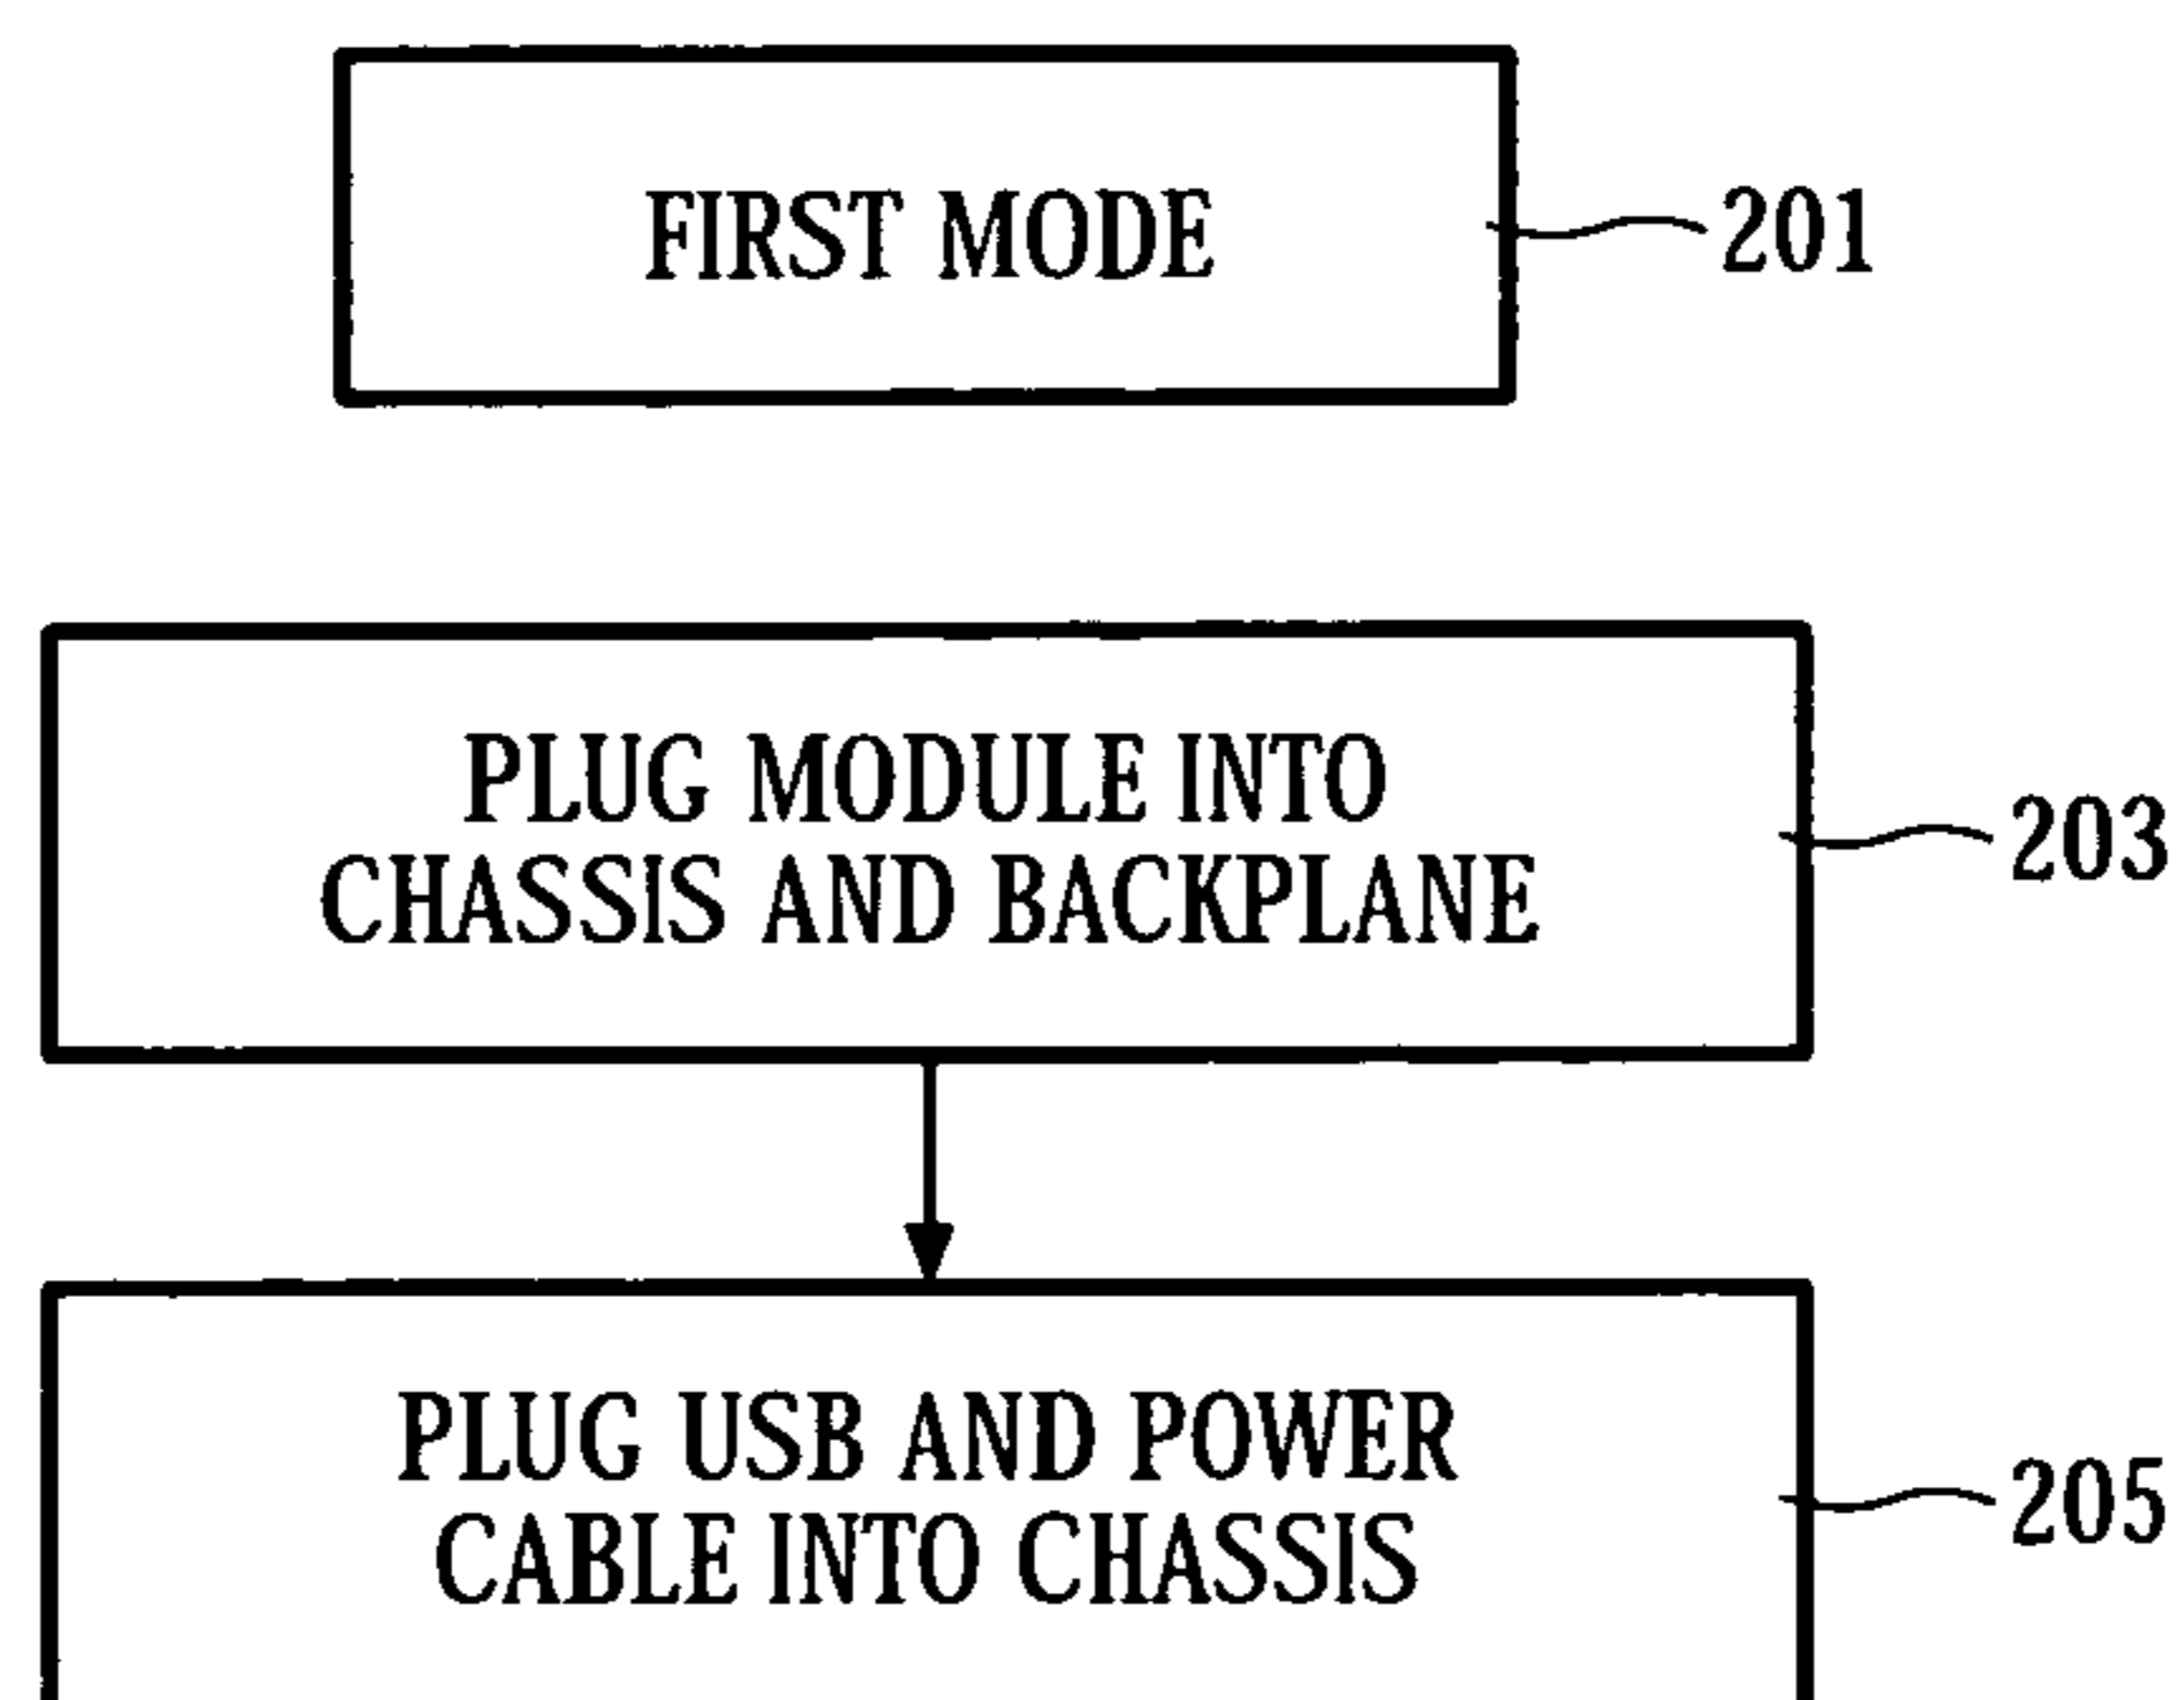 FIRST MODE
201
PLUG MODULE INTO
CHASSIS AND BACKPLANE
203
PLUG USB AND POWER
CABLE INTO CHASSIS
205